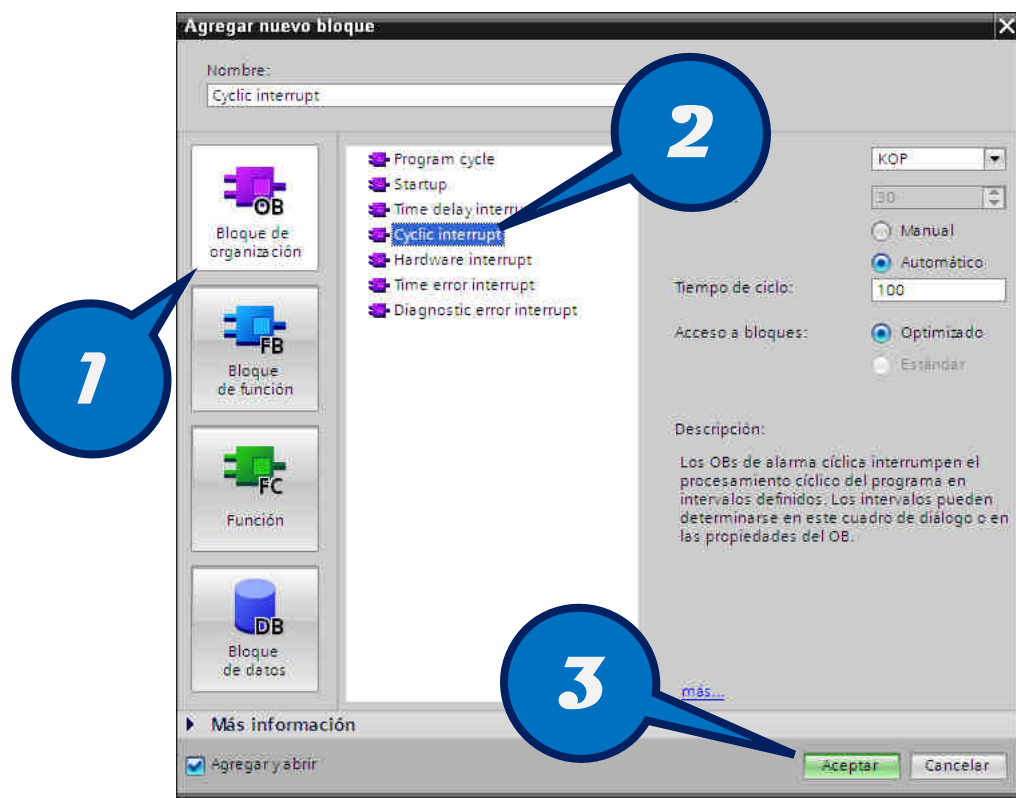 Agregar nuevo bloque
Nombre:
Cyclic interrupt
2
OB
Bloque de
organización
1
FB
Bloque
de función
FC
Función
DB
Bloque
de datos
Program cycle
Startup
Time delay
Cyclic interrupt
Hardware interrupt
Time error interrupt
Diagnostic error interrupt
KOP
30
Manual
Automático
Tiempo de ciclo:
100
Acceso a bloques:
Optimizado
Estándar
Descripción:
Los OBs de alarma cíclica interrumpen el
procesamiento cíclico del programa en
intervalos definidos. Los intervalos pueden
determinarse en este cuadro de diálogo o en
las propiedades del OB.
3
más...
Más información
Agregar y abrir
Aceptar
Cancelar